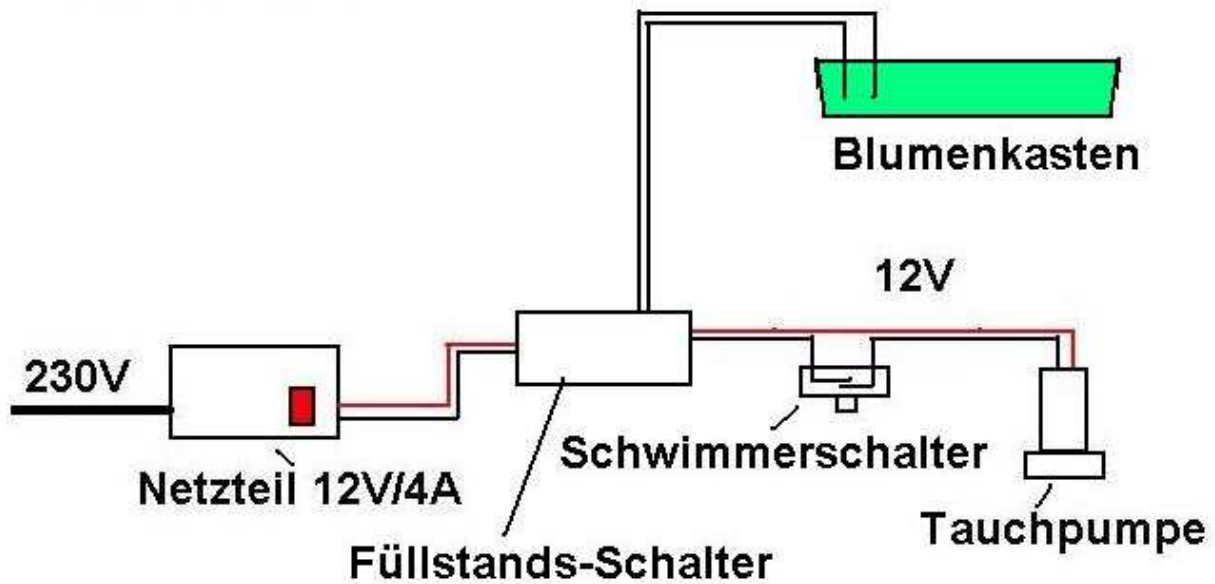 Blumenkasten
12V
230V
Schwimmerschalter
Netzteil 12V/4A
Tauchpumpe
Füllstands-Schalter